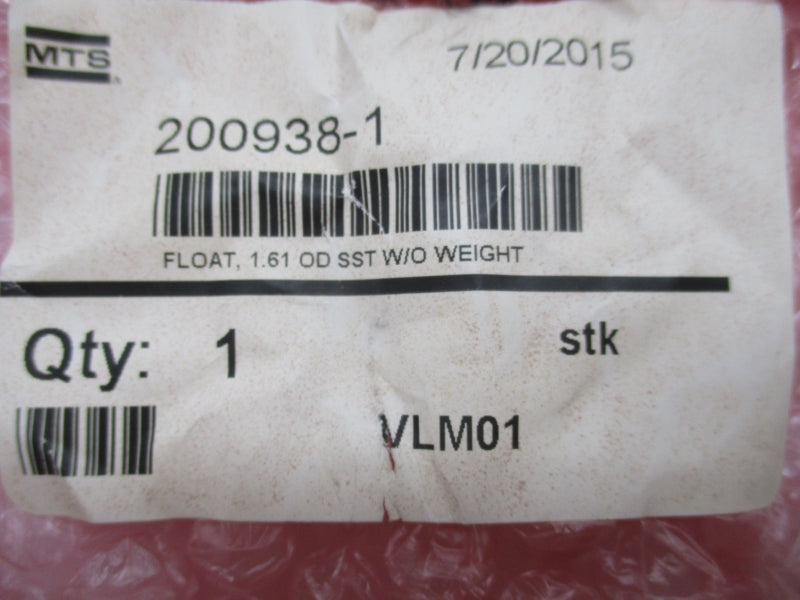 MTS
7/20/2015
200938-1
FLOAT, 1.61 OD SST W/O WEIGHT
Qty: 1 stk
VLM01